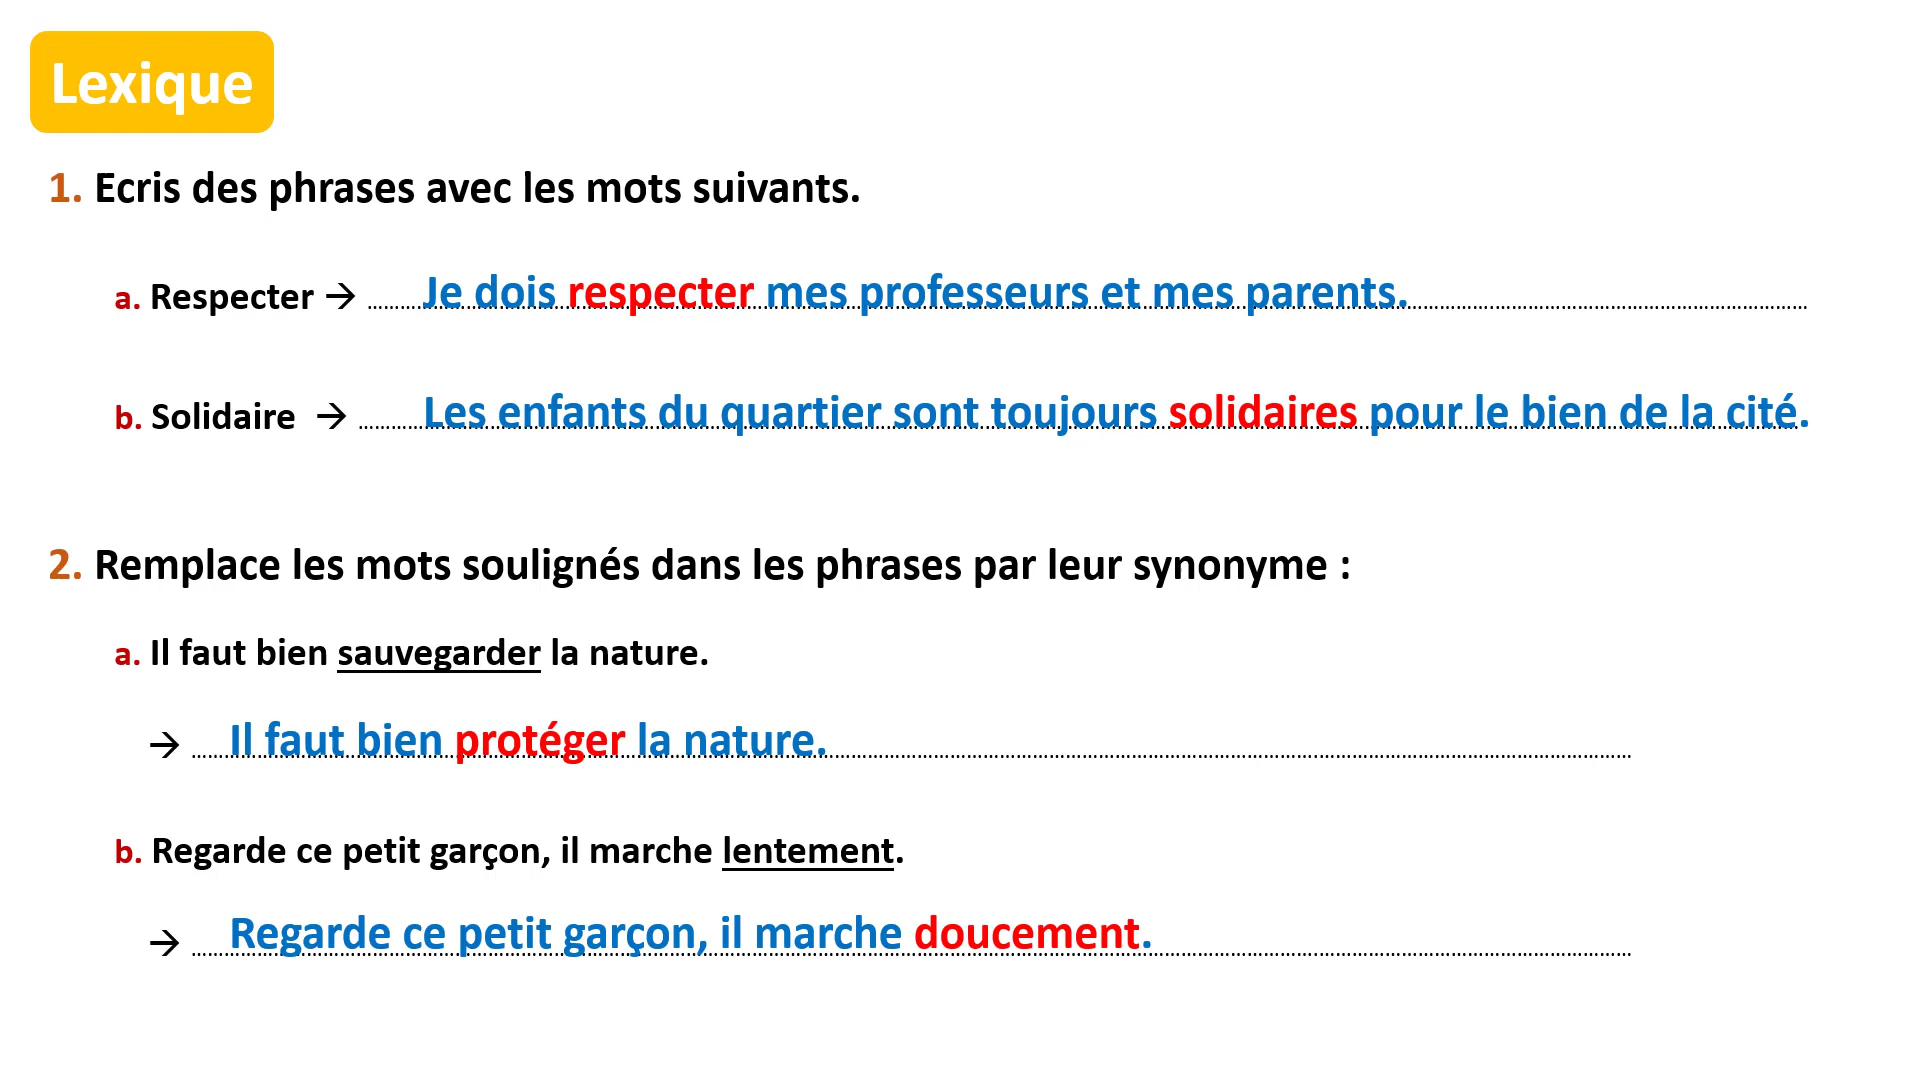 Lexique
1. Ecris des phrases avec les mots suivants.
a. Respecter → Je dois respecter mes professeurs et mes parents.
b. Solidaire → Les enfants du quartier sont toujours solidaires pour le bien de la cité.
2. Remplace les mots soulignés dans les phrases par leur synonyme :
a. Il faut bien sauvegarder la nature.
→ Il faut bien protéger la nature.
b. Regarde ce petit garçon, il marche lentement.
→ Regarde ce petit garçon, il marche doucement.